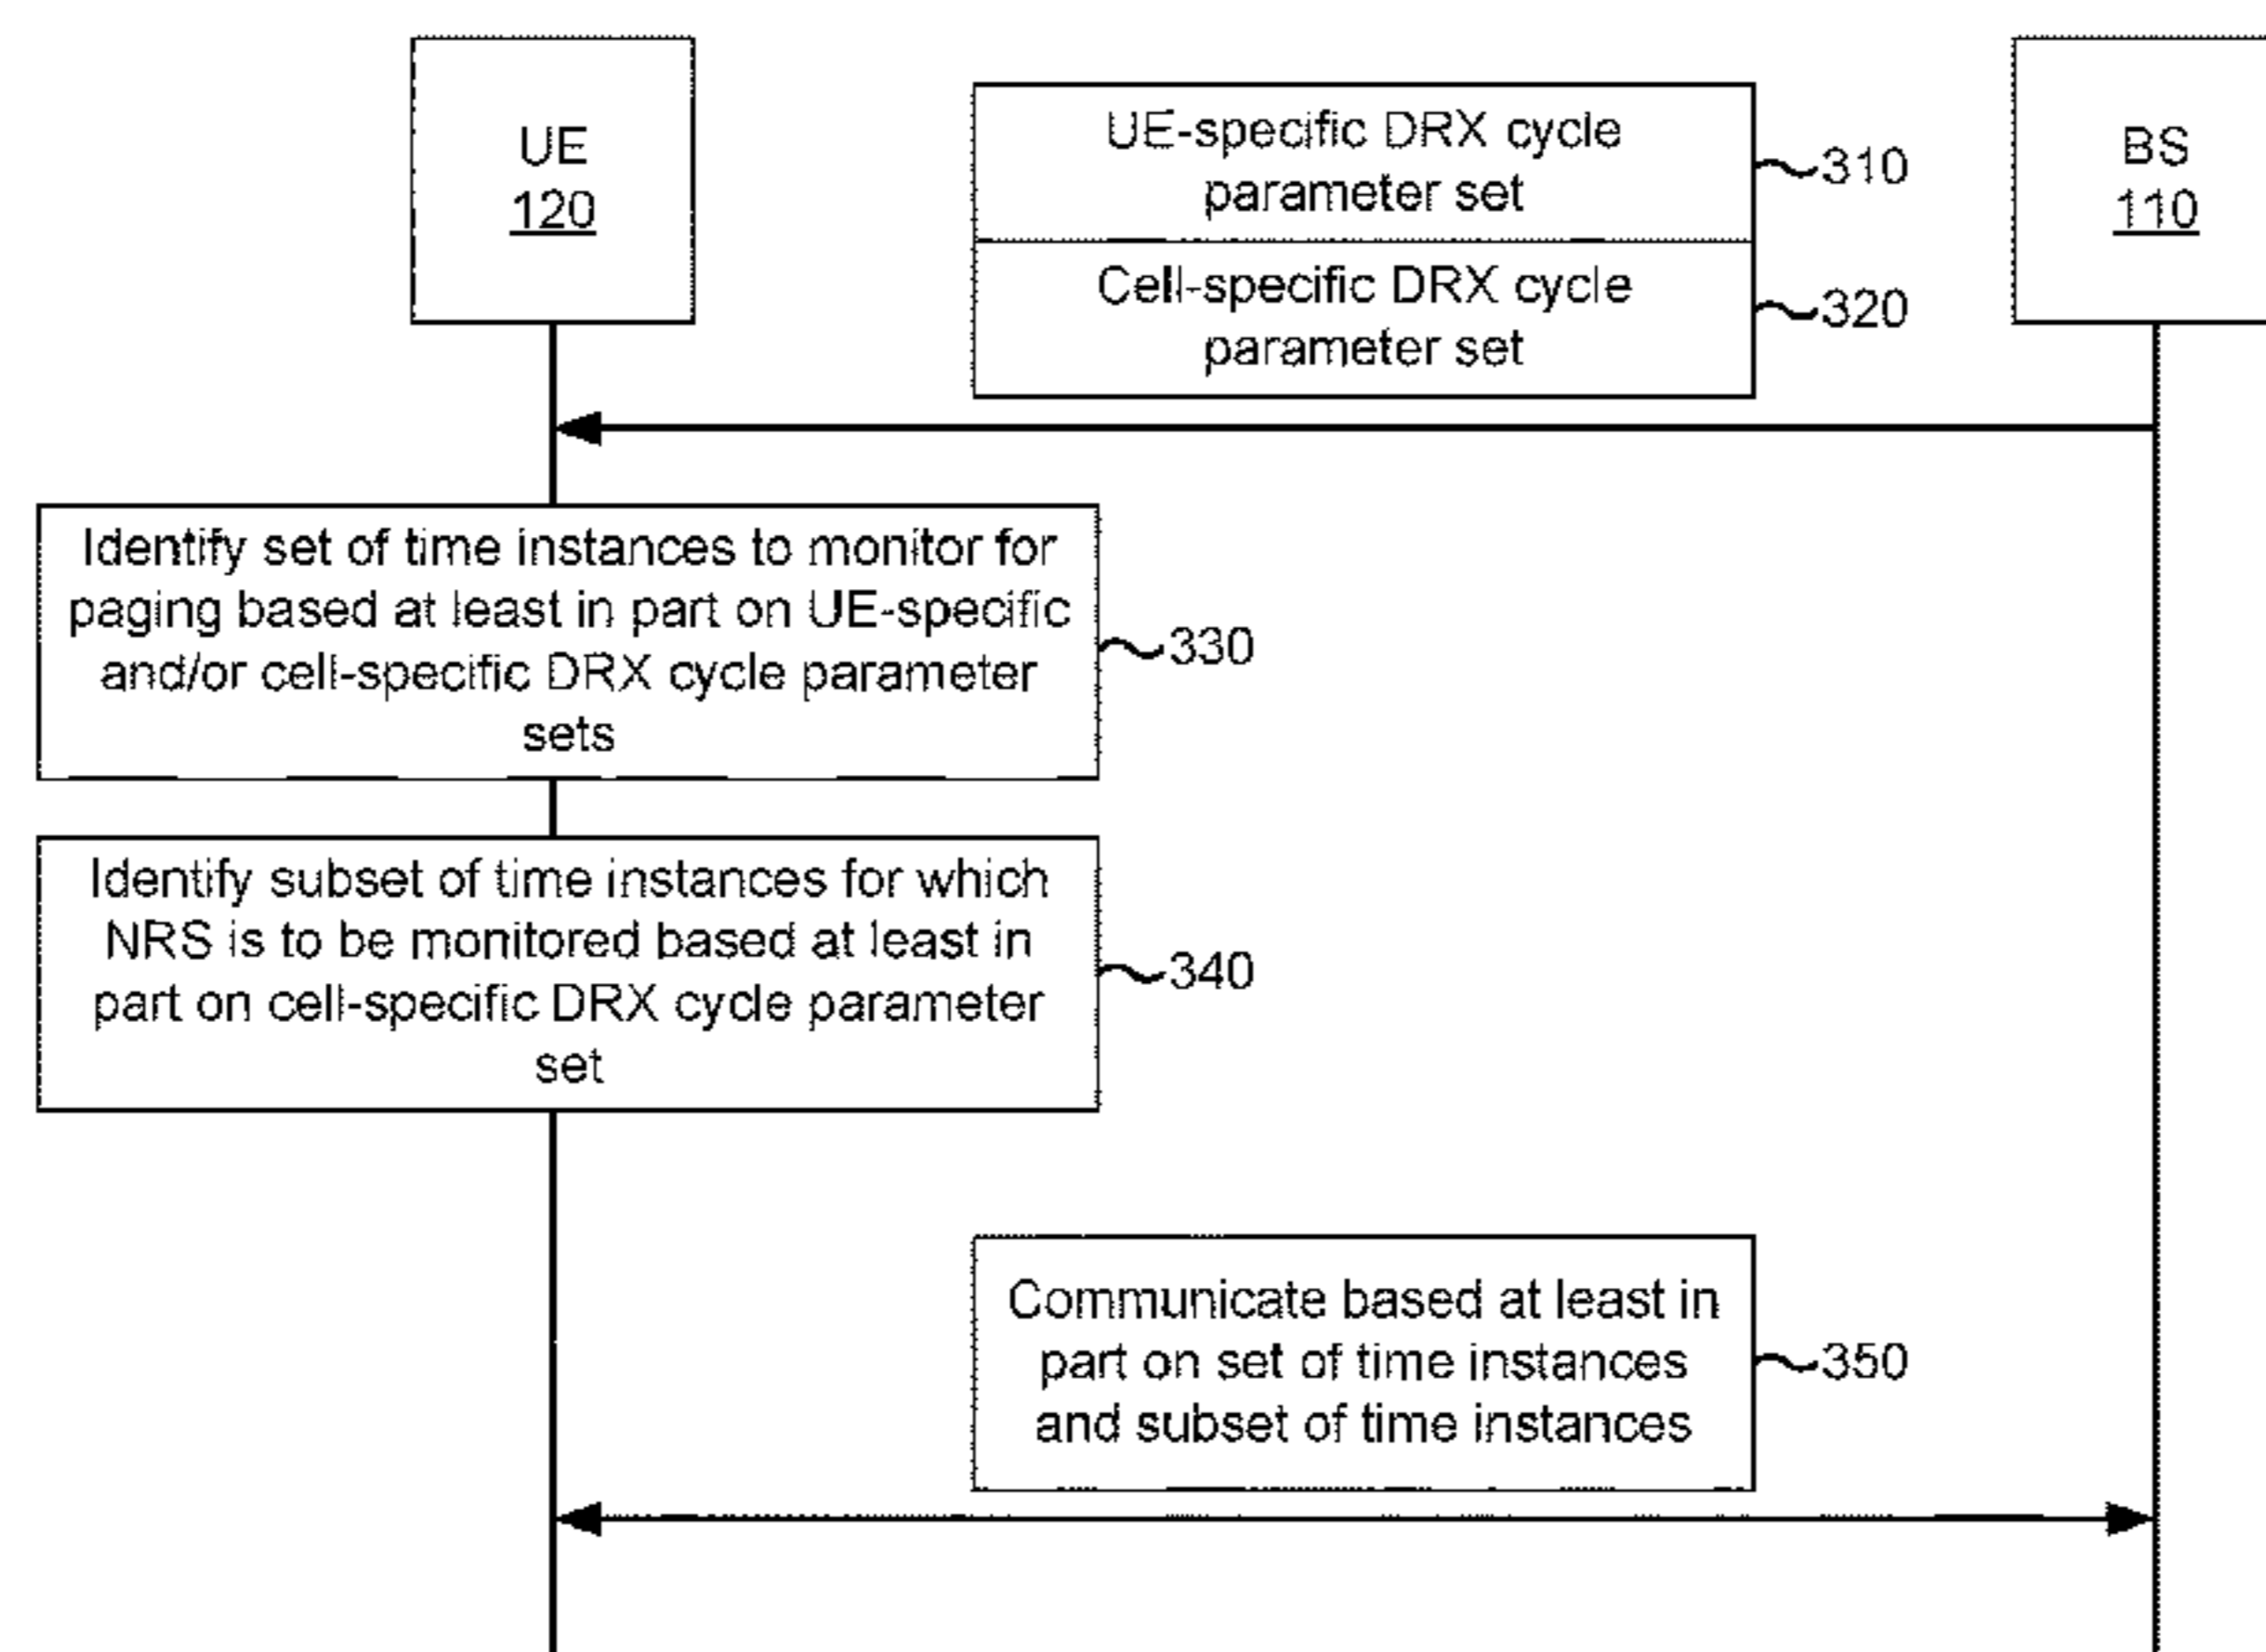 UE
120
UE-specific DRX cycle
parameter set
310
Cell-specific DRX cycle
parameter set
320
BS
110
Identify set of time instances to monitor for
paging based at least in part on UE-specific
and/or cell-specific DRX cycle parameter
sets
330
Identify subset of time instances for which
NRS is to be monitored based at least in
part on cell-specific DRX cycle parameter
set
340
Communicate based at least in
part on set of time instances
and subset of time instances
350